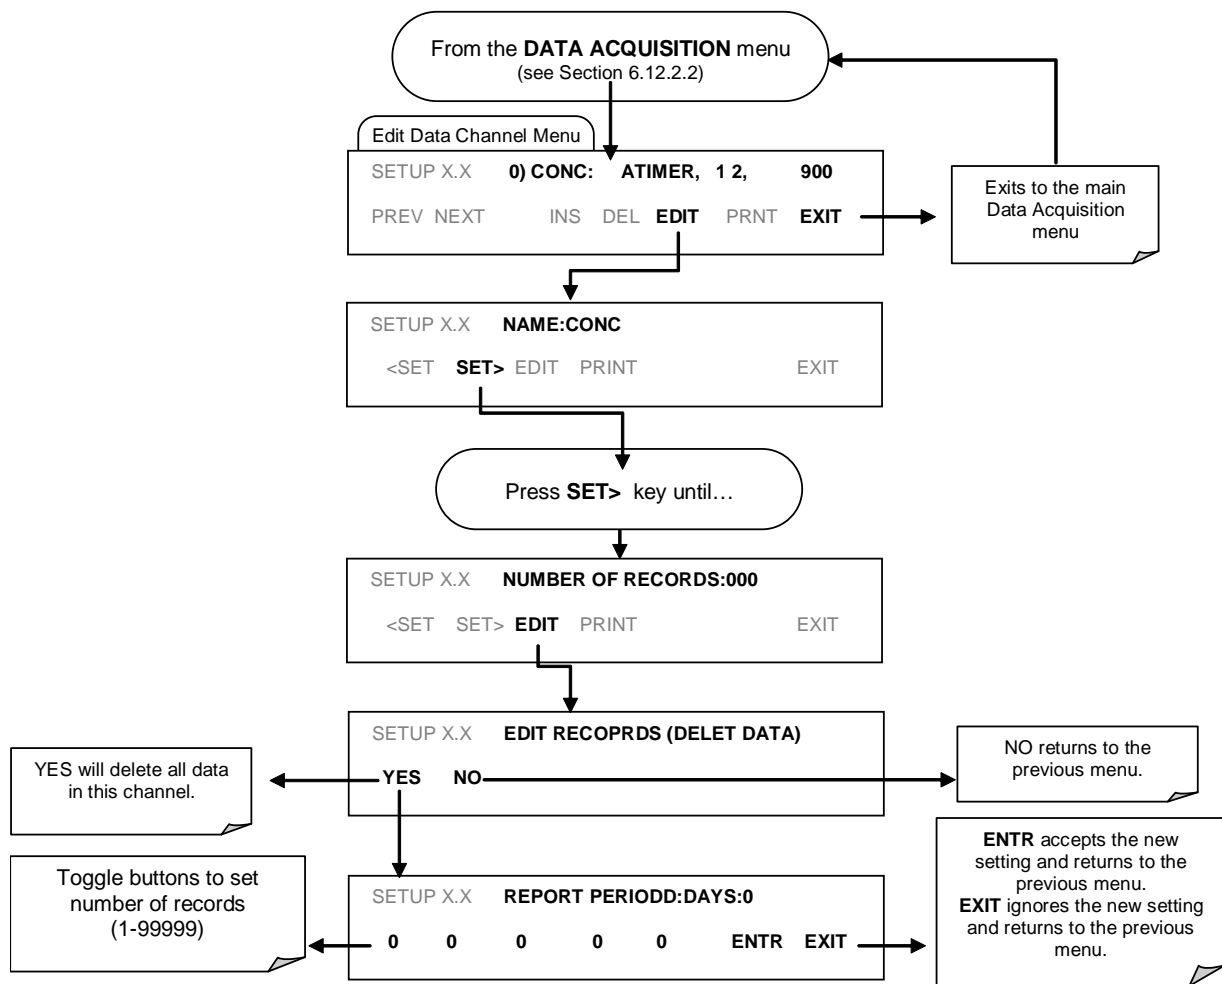 From the DATA ACQUISITION menu
(see Section 6.12.2.2)
Edit Data Channel Menu
SETUP X.X 0) CONC: ATIMER, 1 2, 900
PREV NEXT INS DEL EDIT PRNT EXIT
Exits to the main
Data Acquisition
menu
SETUP X.X NAME:CONC
<SET SET> EDIT PRINT EXIT
Press SET> key until…
SETUP X.X NUMBER OF RECORDS:000
<SET SET> EDIT PRINT EXIT
SETUP X.X EDIT RECOPRDS (DELET DATA)
YES NO
YES will delete all data
in this channel.
NO returns to the
previous menu.
Toggle buttons to set
number of records
(1-99999)
SETUP X.X REPORT PERIODD:DAYS:0
0 0 0 0 0 ENTR EXIT
ENTR accepts the new
setting and returns to the
previous menu.
EXIT ignores the new setting
and returns to the previous
menu.